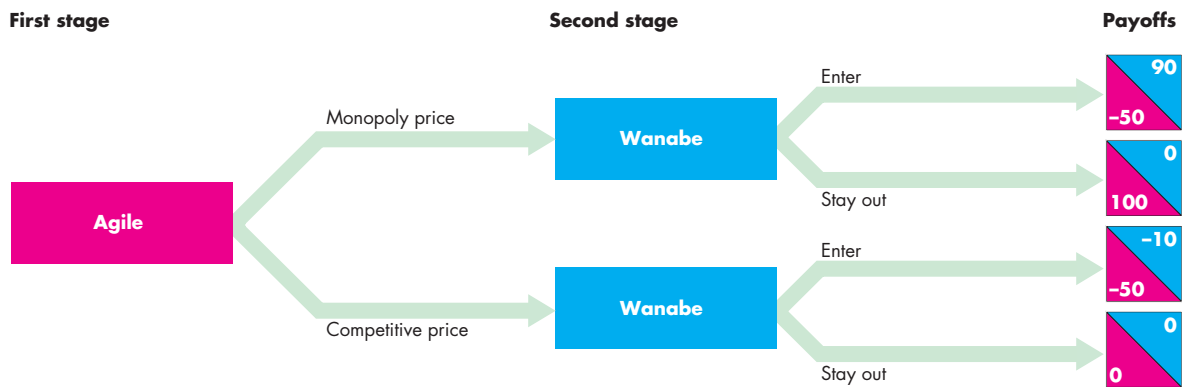 First stage
Second stage
Payoffs
Agile
Monopoly price
Competitive price
Wanabe
Enter
90
–50
Stay out
0
100
Wanabe
Enter
–10
–50
Stay out
0
0